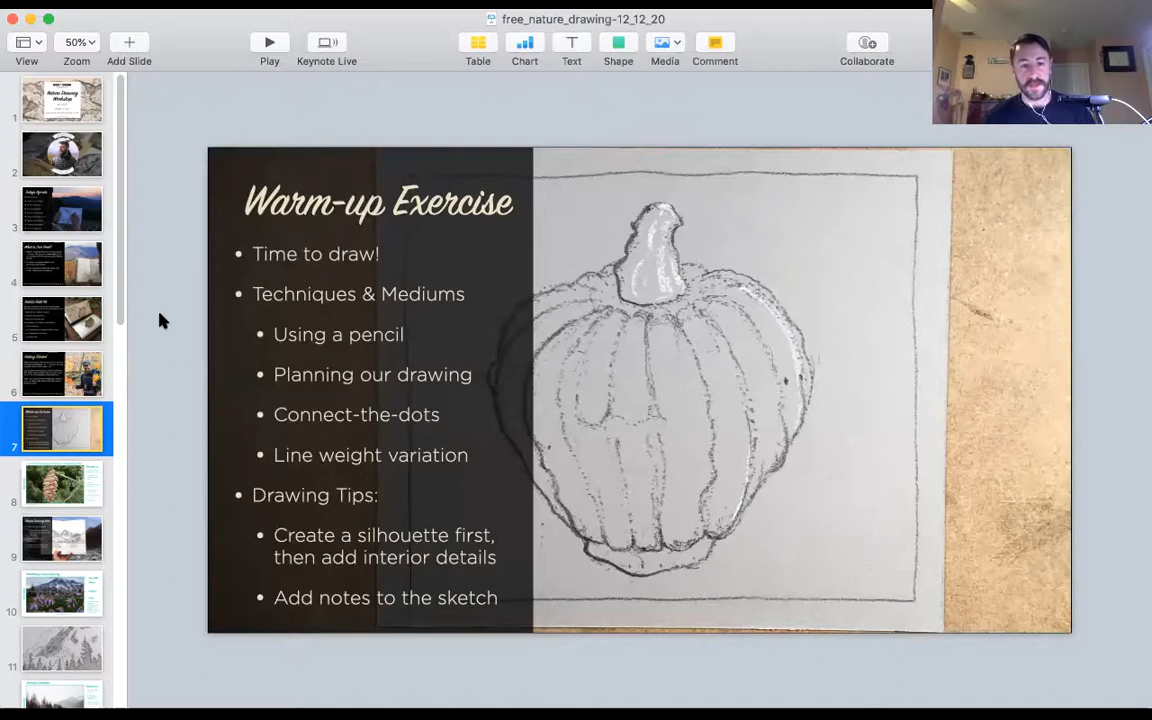 free_nature_drawing-12_12_20
50%
View
Zoom
Add Slide
Play
Keynote Live
Table
Chart
Text
Shape
Media
Comment
Collaborate
Nature Drawing
Workshop
1
2
3
4
5
6
7
8
9
10
11
Warm-up Exercise
• Time to draw!
• Techniques & Mediums
• Using a pencil
• Planning our drawing
• Connect-the-dots
• Line weight variation
• Drawing Tips:
• Create a silhouette first,
then add interior details
• Add notes to the sketch